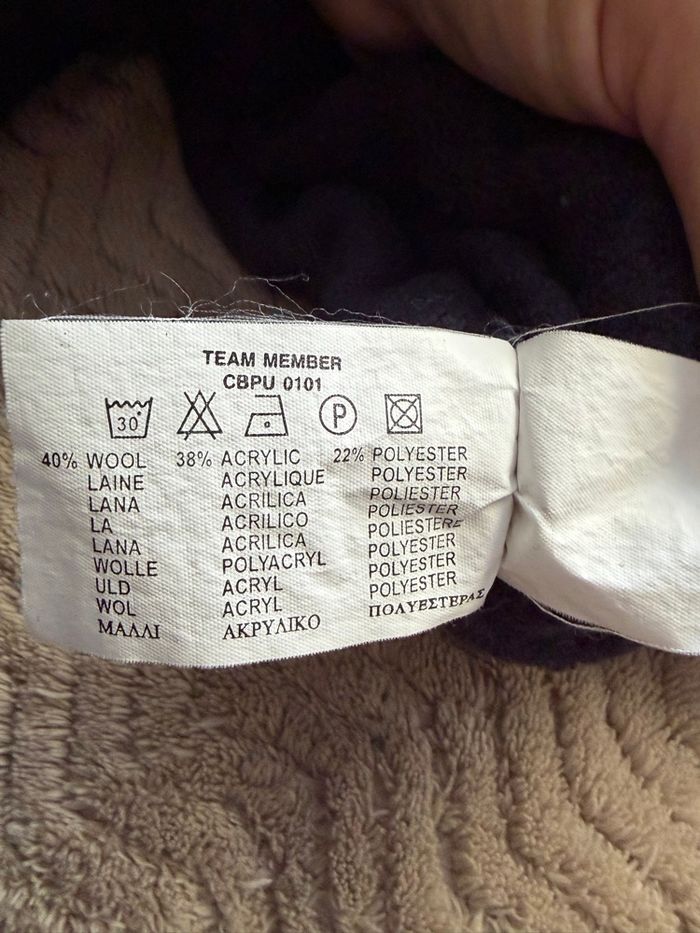 TEAM MEMBER
CBPU 0101
30 P
40% WOOL 38% ACRYLIC 22% POLYESTER
LAINE ACRYLIQUE POLYESTER
LANA ACRILICA POLIESTER
LA ACRILICO POLIESTER
LANA ACRILICA POLIESTERE
WOLLE POLYACRYL POLYESTER
ULD ACRYL POLYESTER
WOL ACRYL POLYESTER
ΜΑΛΛΙ ΑΚΡΥΛΙΚΟ ΠΟΛΥΕΣΤΕΡΑΣ